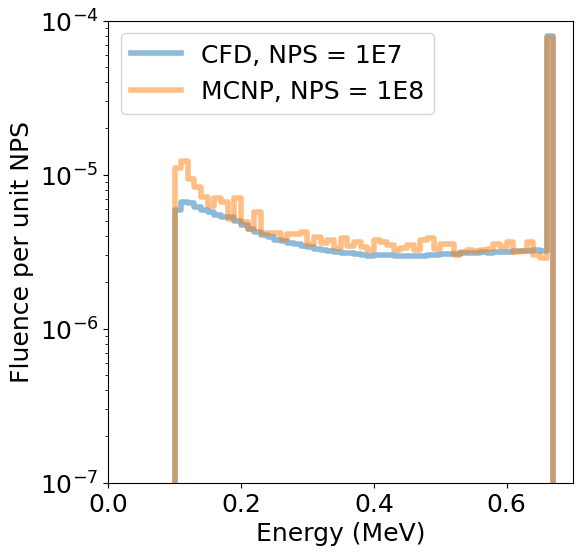 10⁻⁴
CFD, NPS = 1E7
MCNP, NPS = 1E8
10⁻⁵
Fluence per unit NPS
10⁻⁶
10⁻⁷
0.0 0.2 0.4 0.6
Energy (MeV)